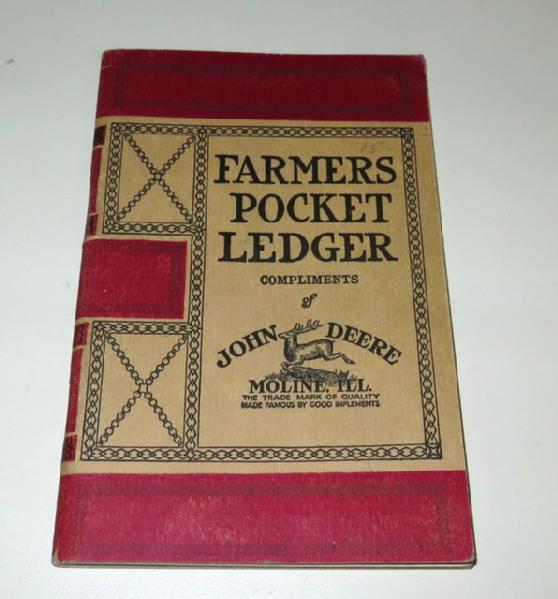 FARMERS
POCKET
LEDGER
COMPLIMENTS
of
JOHN DEERE
MOLINE, ILL.
THE TRADE MARK OF QUALITY
MADE FAMOUS BY GOOD IMPLEMENTS